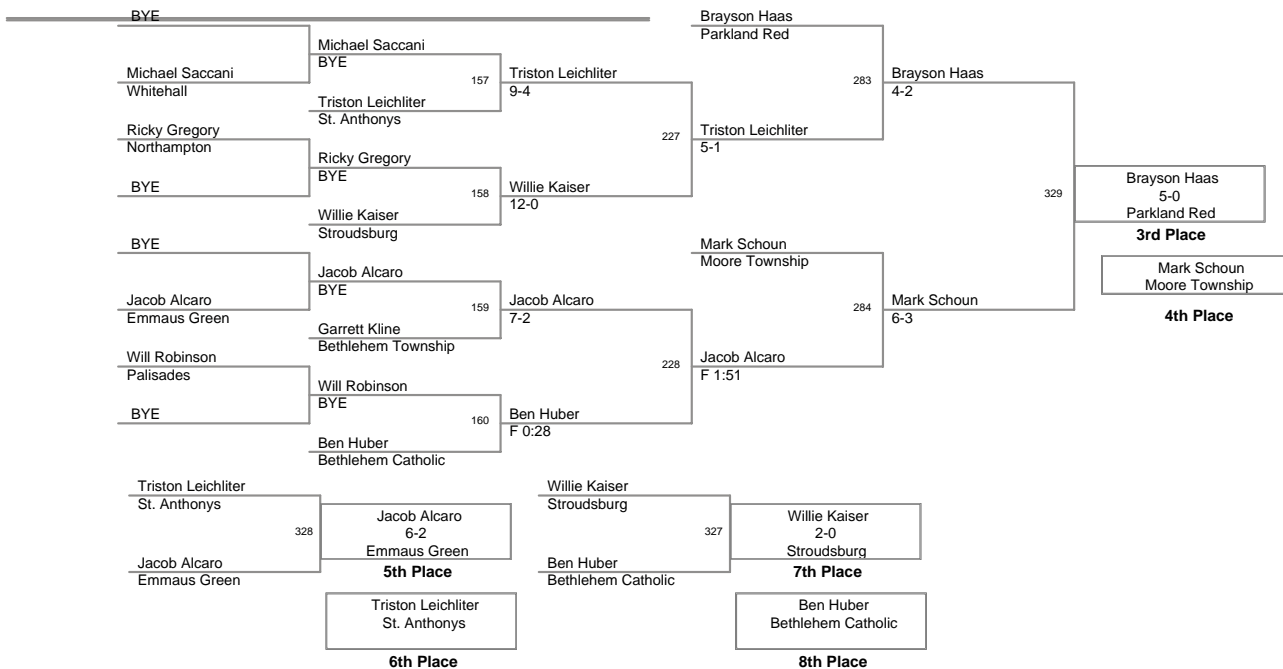 BYE
Michael Saccani
Whitehall
Ricky Gregory
Northampton
BYE
BYE
Jacob Alcaro
Emmaus Green
Will Robinson
Palisades
BYE
Michael Saccani
BYE
157
Triston Leichliter
St. Anthonys
Ricky Gregory
BYE
158
Willie Kaiser
Stroudsburg
Jacob Alcaro
BYE
159
Garrett Kline
Bethlehem Township
Will Robinson
BYE
160
Ben Huber
Bethlehem Catholic
Triston Leichliter
9-4
227
Willie Kaiser
12-0
Jacob Alcaro
7-2
228
Ben Huber
F 0:28
Brayson Haas
Parkland Red
283
Triston Leichliter
5-1
Mark Schoun
Moore Township
284
Jacob Alcaro
F 1:51
Brayson Haas
4-2
329
Mark Schoun
6-3
Brayson Haas
5-0
Parkland Red
3rd Place
Mark Schoun
Moore Township
4th Place
Triston Leichliter
St. Anthonys
328
Jacob Alcaro
Emmaus Green
Jacob Alcaro
6-2
Emmaus Green
5th Place
Triston Leichliter
St. Anthonys
6th Place
Willie Kaiser
Stroudsburg
327
Ben Huber
Bethlehem Catholic
Willie Kaiser
2-0
Stroudsburg
7th Place
Ben Huber
Bethlehem Catholic
8th Place